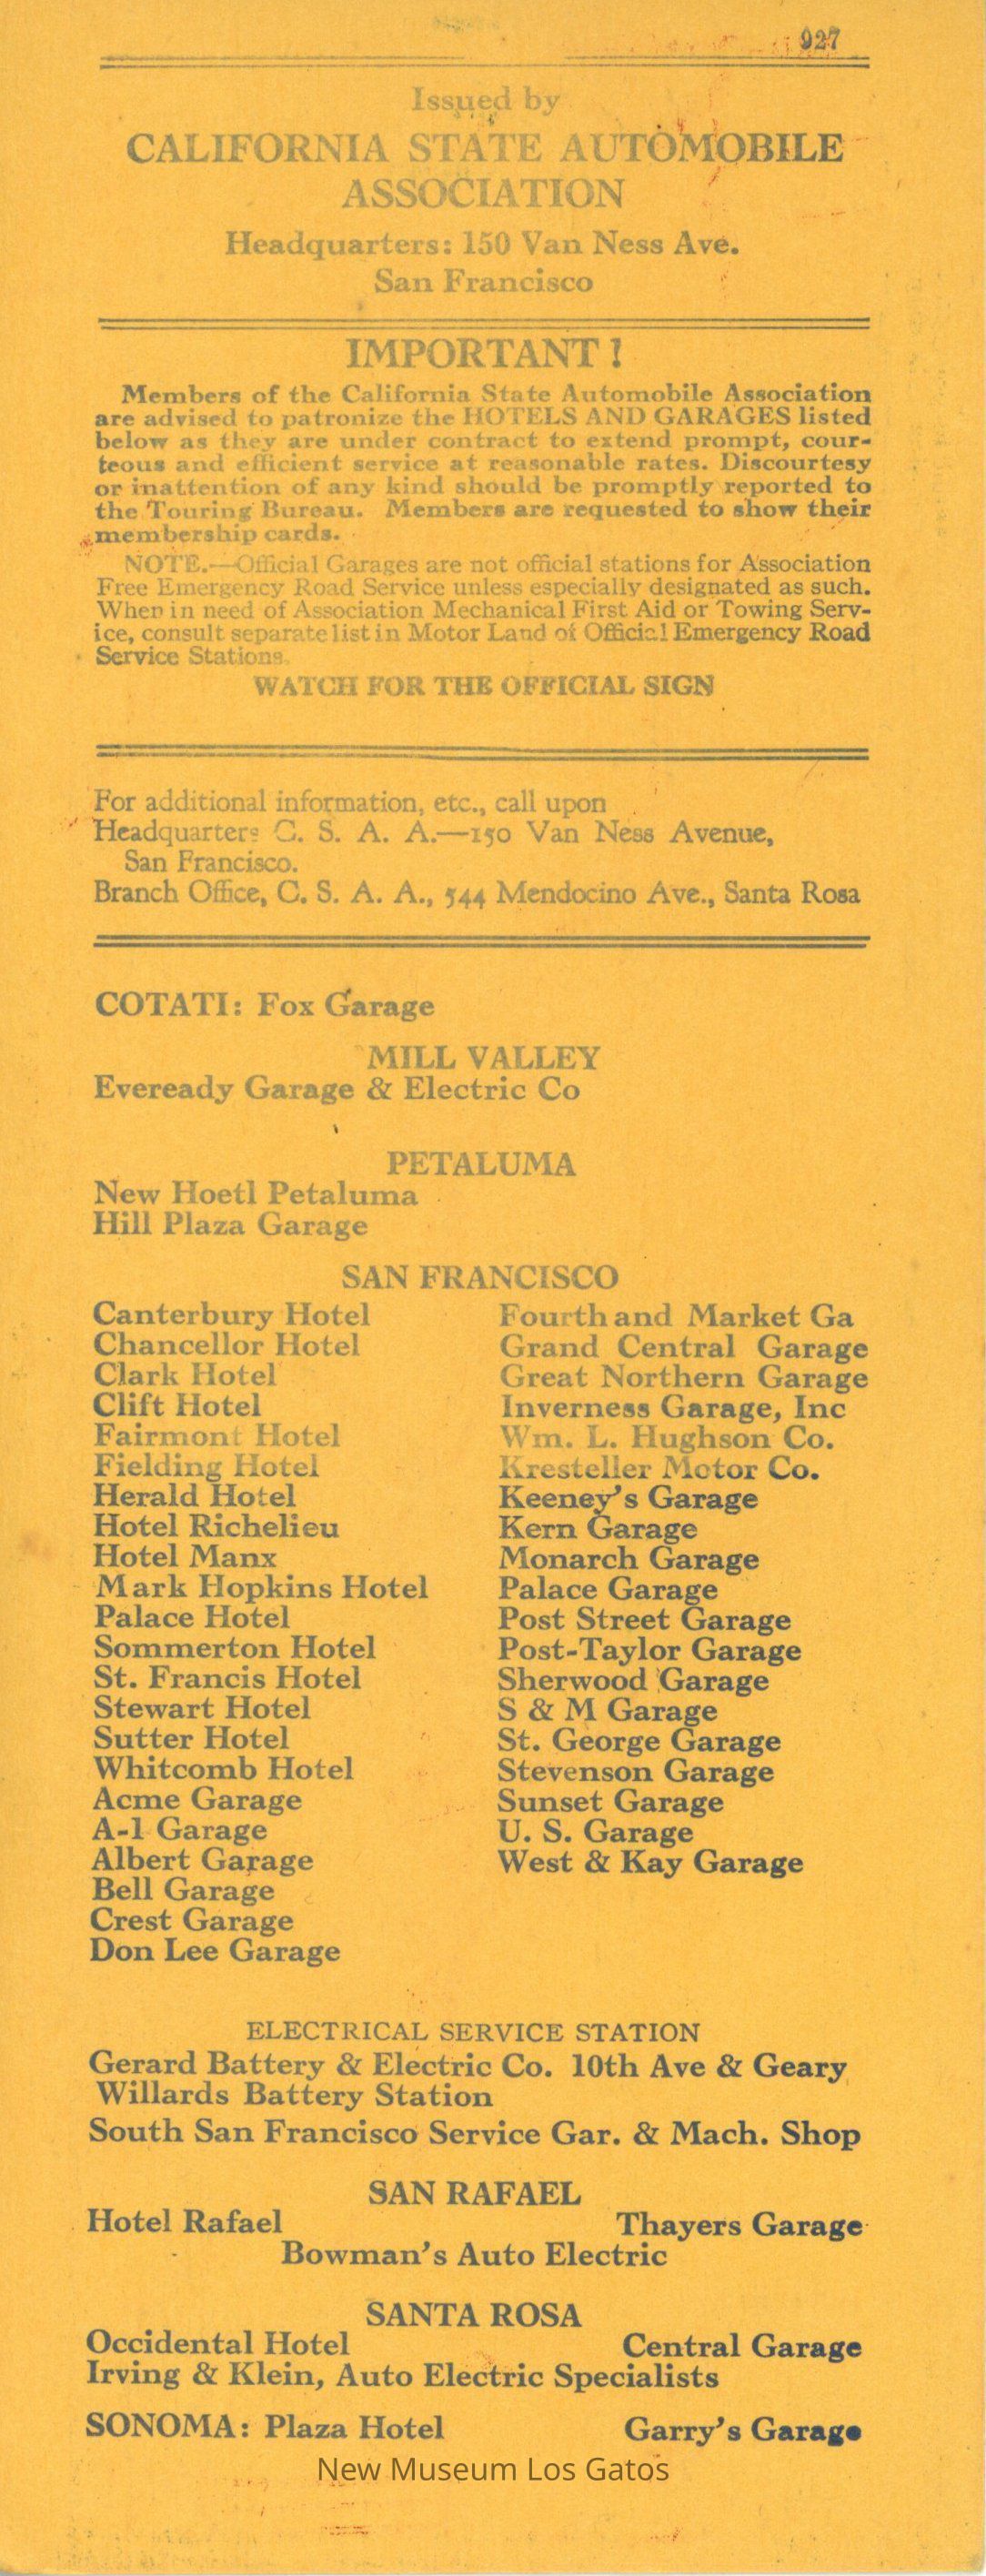 927
Issued by
CALIFORNIA STATE AUTOMOBILE
ASSOCIATION
Headquarters: 150 Van Ness Ave.
San Francisco
IMPORTANT!
Members of the California State Automobile Association
are advised to patronize the HOTELS AND GARAGES listed
below as they are under contract to extend prompt, cour-
teous and efficient service at reasonable rates. Discourtesy
or inattention of any kind should be promptly reported to
the Touring Bureau. Members are requested to show their
membership cards.
NOTE.—Official Garages are not official stations for Association
Free Emergency Road Service unless especially designated as such.
When in need of Association Mechanical First Aid or Towing Serv-
ice, consult separate list in Motor Land of Official Emergency Road
Service Stations.
WATCH FOR THE OFFICIAL SIGN
For additional information, etc., call upon
Headquarters C. S. A. A.—150 Van Ness Avenue,
San Francisco.
Branch Office, C. S. A. A., 544 Mendocino Ave., Santa Rosa
COTATI: Fox Garage
MILL VALLEY
Eveready Garage & Electric Co
PETALUMA
New Hoetl Petaluma
Hill Plaza Garage
SAN FRANCISCO
Canterbury Hotel
Chancellor Hotel
Clark Hotel
Clift Hotel
Fairmont Hotel
Fielding Hotel
Herald Hotel
Hotel Richelieu
Hotel Manx
Mark Hopkins Hotel
Palace Hotel
Sommerton Hotel
St. Francis Hotel
Stewart Hotel
Sutter Hotel
Whitcomb Hotel
Acme Garage
A-1 Garage
Albert Garage
Bell Garage
Crest Garage
Don Lee Garage
Fourth and Market Ga
Grand Central Garage
Great Northern Garage
Inverness Garage, Inc
Wm. L. Hughson Co.
Kresteller Motor Co.
Keeney's Garage
Kern Garage
Monarch Garage
Palace Garage
Post Street Garage
Post-Taylor Garage
Sherwood Garage
S & M Garage
St. George Garage
Stevenson Garage
Sunset Garage
U. S. Garage
West & Kay Garage
ELECTRICAL SERVICE STATION
Gerard Battery & Electric Co. 10th Ave & Geary
Willards Battery Station
South San Francisco Service Gar. & Mach. Shop
SAN RAFAEL
Hotel Rafael Thayers Garage
Bowman's Auto Electric
SANTA ROSA
Occidental Hotel Central Garage
Irving & Klein, Auto Electric Specialists
SONOMA: Plaza Hotel Garry's Garage
New Museum Los Gatos